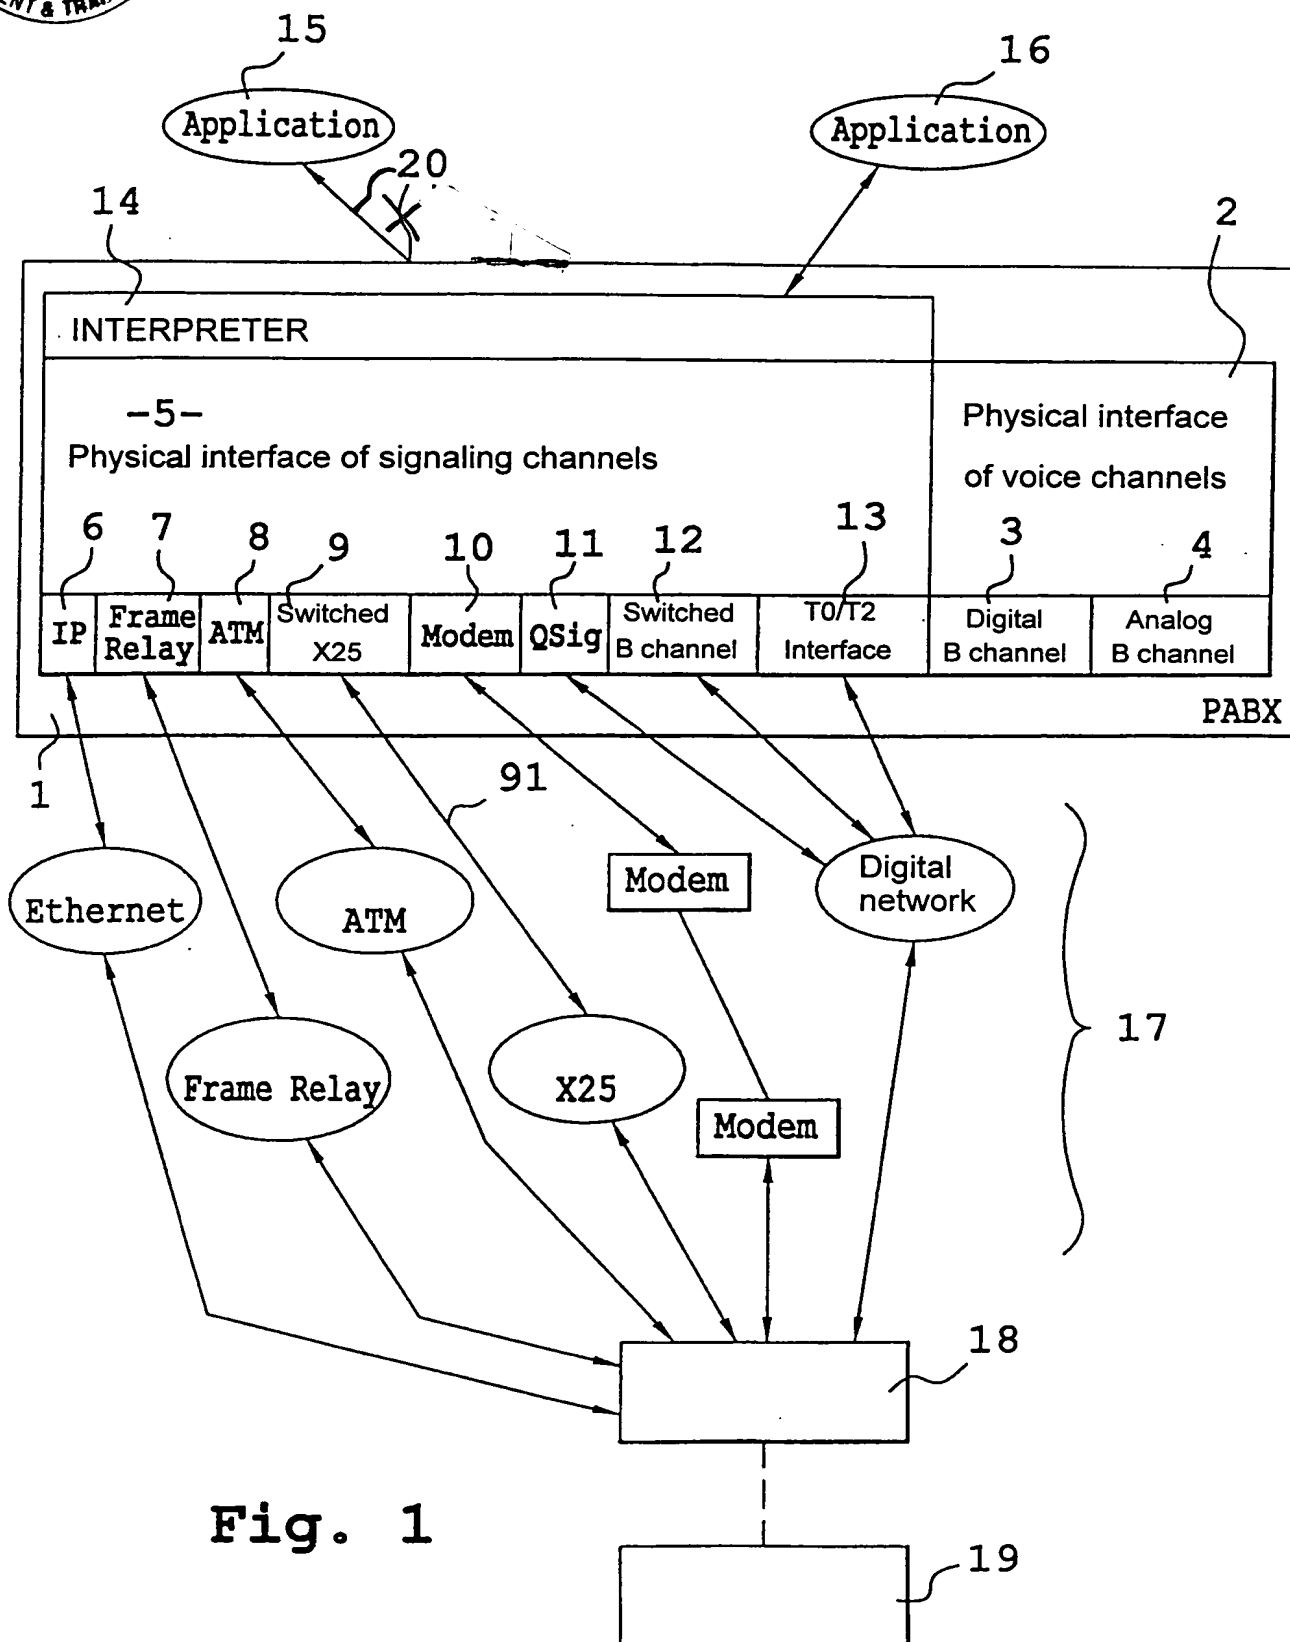 ENT & TRA
15
16
Application
Application
20
14
2
INTERPRETER
-5-
Physical interface of signaling channels
Physical interface
of voice channels
6
7
8
9
10
11
12
13
3
4
IP
Frame
Relay
ATM
Switched
X25
Modem
QSig
Switched
B channel
T0/T2
Interface
Digital
B channel
Analog
B channel
PABX
1
91
Ethernet
ATM
Modem
Digital
network
17
Frame Relay
X25
Modem
18
Fig. 1
19